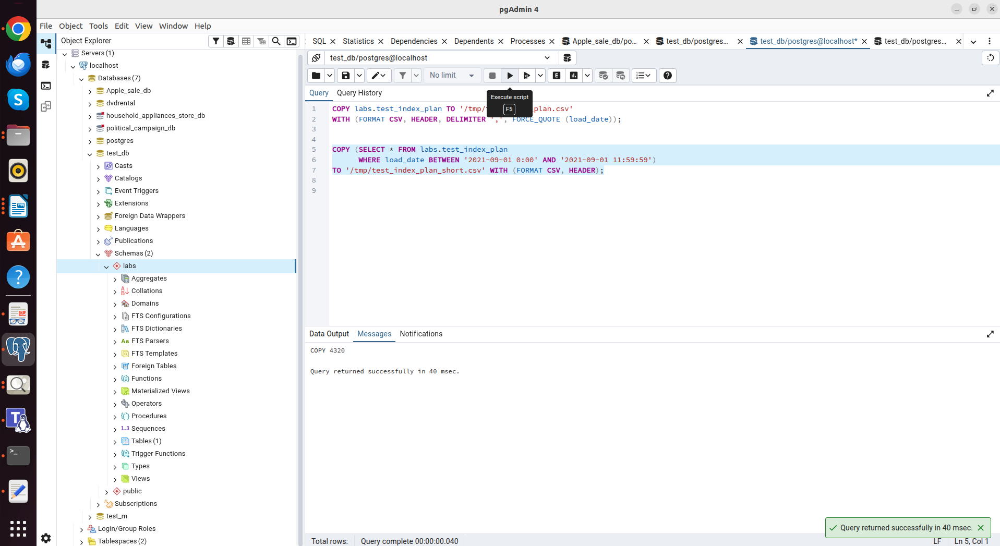 pgAdmin 4
File Object Tools Edit View Window Help
Object Explorer
SQL Statistics Dependencies Dependents Processes Apple_sale_db/po... test_db/postgres... test_db/postgres@localhost* test_db/postgres...
test_db/postgres@localhost
No limit
Query Query History
Execute script
F5
1 COPY labs.test_index_plan TO '/tmp/ plan.csv'
2 WITH (FORMAT CSV, HEADER, DELIMITER ',', FORCE_QUOTE (load_date));
3
4
5 COPY (SELECT * FROM labs.test_index_plan
6 WHERE load_date BETWEEN '2021-09-01 0:00' AND '2021-09-01 11:59:59')
7 TO '/tmp/test_index_plan_short.csv' WITH (FORMAT CSV, HEADER);
8
9
Servers (1)
localhost
Databases (7)
Apple_sale_db
dvdrental
household_appliances_store_db
political_campaign_db
postgres
test_db
Casts
Catalogs
Event Triggers
Extensions
Foreign Data Wrappers
Languages
Publications
Schemas (2)
labs
Aggregates
Collations
Domains
FTS Configurations
FTS Dictionaries
Aa FTS Parsers
FTS Templates
Foreign Tables
Functions
Materialized Views
Operators
Procedures
1..3 Sequences
Tables (1)
Trigger Functions
Types
Views
public
Subscriptions
test_m
Login/Group Roles
Tablespaces (2)
Data Output Messages Notifications
COPY 4320
Query returned successfully in 40 msec.
Query returned successfully in 40 msec.
Total rows: Query complete 00:00:00.040 LF Ln 5, Col 1